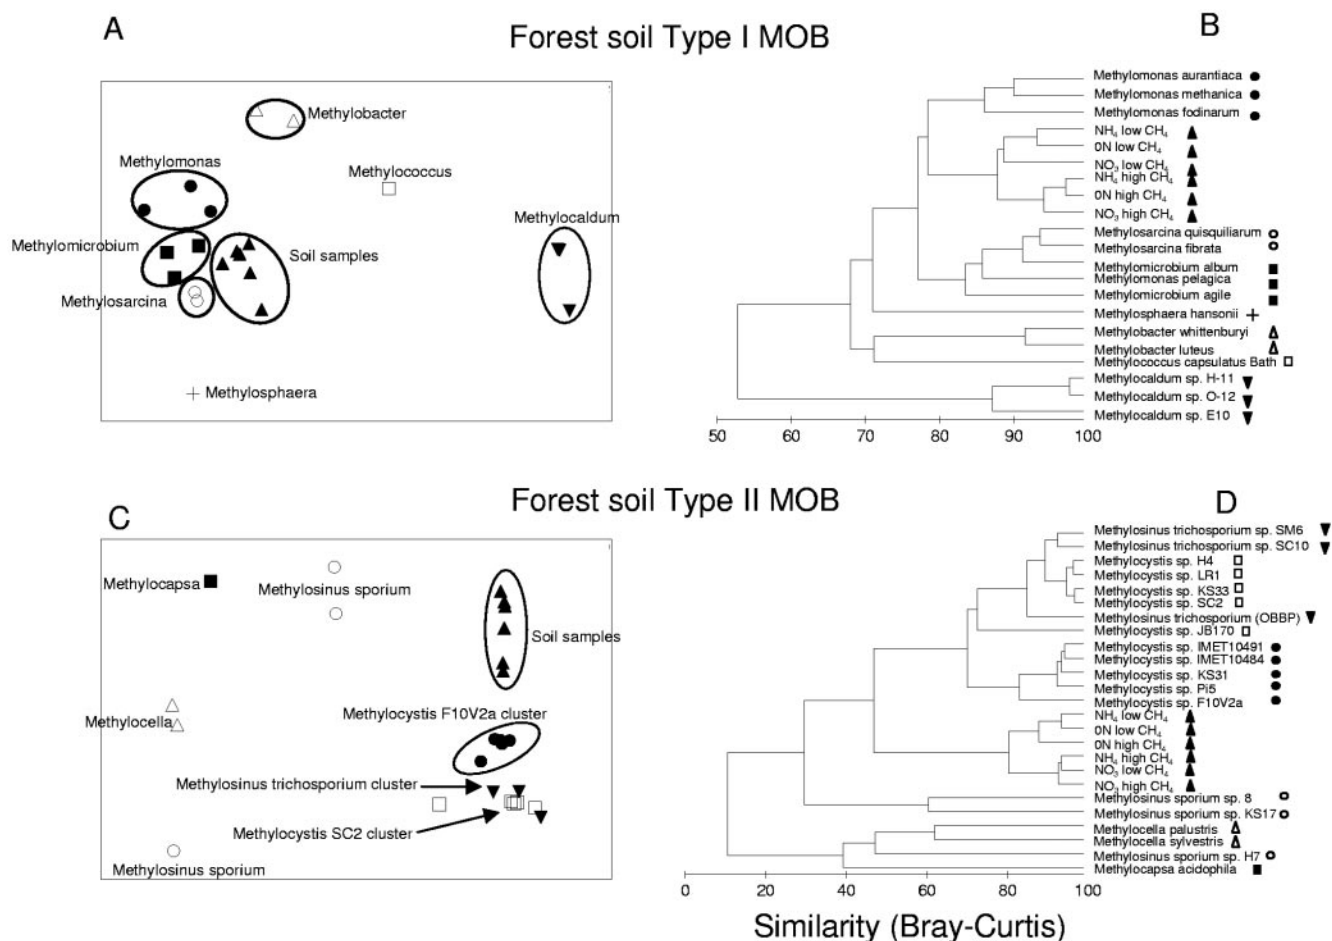 A
Forest soil Type I MOB
B
Methylobacter
Methylomonas
Methylococcus
Methylocaldum
Methylomicrobium
Soil samples
Methylosarcina
Methylosphaera
Methylomonas aurantiaca
Methylomonas methanica
Methylomonas fodinarum
NH4 low CH4
0N low CH4
NO3 low CH4
NH4 high CH4
0N high CH4
NO3 high CH4
Methylosarcina quisquiliarum
Methylosarcina fibrata
Methylomicrobium album
Methylomonas pelagica
Methylomicrobium agile
Methylosphaera hansonii
Methylobacter whittenburyi
Methylobacter luteus
Methylococcus capsulatus Bath
Methylocaldum sp. H-11
Methylocaldum sp. O-12
Methylocaldum sp. E10
50 60 70 80 90 100
Forest soil Type II MOB
C
D
Methylocapsa
Methylosinus sporium
Soil samples
Methylocella
Methylocystis F10V2a cluster
Methylosinus trichosporium cluster
Methylocystis SC2 cluster
Methylosinus sporium
Methylosinus trichosporium sp. SM6
Methylosinus trichosporium sp. SC10
Methylocystis sp. H4
Methylocystis sp. LR1
Methylocystis sp. KS33
Methylocystis sp. SC2
Methylosinus trichosporium (OBBP)
Methylocystis sp. JB170
Methylocystis sp. IMET10491
Methylocystis sp. IMET10484
Methylocystis sp. KS31
Methylocystis sp. Pi5
Methylocystis sp. F10V2a
NH4 low CH4
0N low CH4
0N high CH4
NH4 high CH4
NO3 low CH4
NO3 high CH4
Methylosinus sporium sp. 8
Methylosinus sporium sp. KS17
Methylocella palustris
Methylocella sylvestris
Methylosinus sporium sp. H7
Methylocapsa acidophila
0 20 40 60 80 100
Similarity (Bray-Curtis)